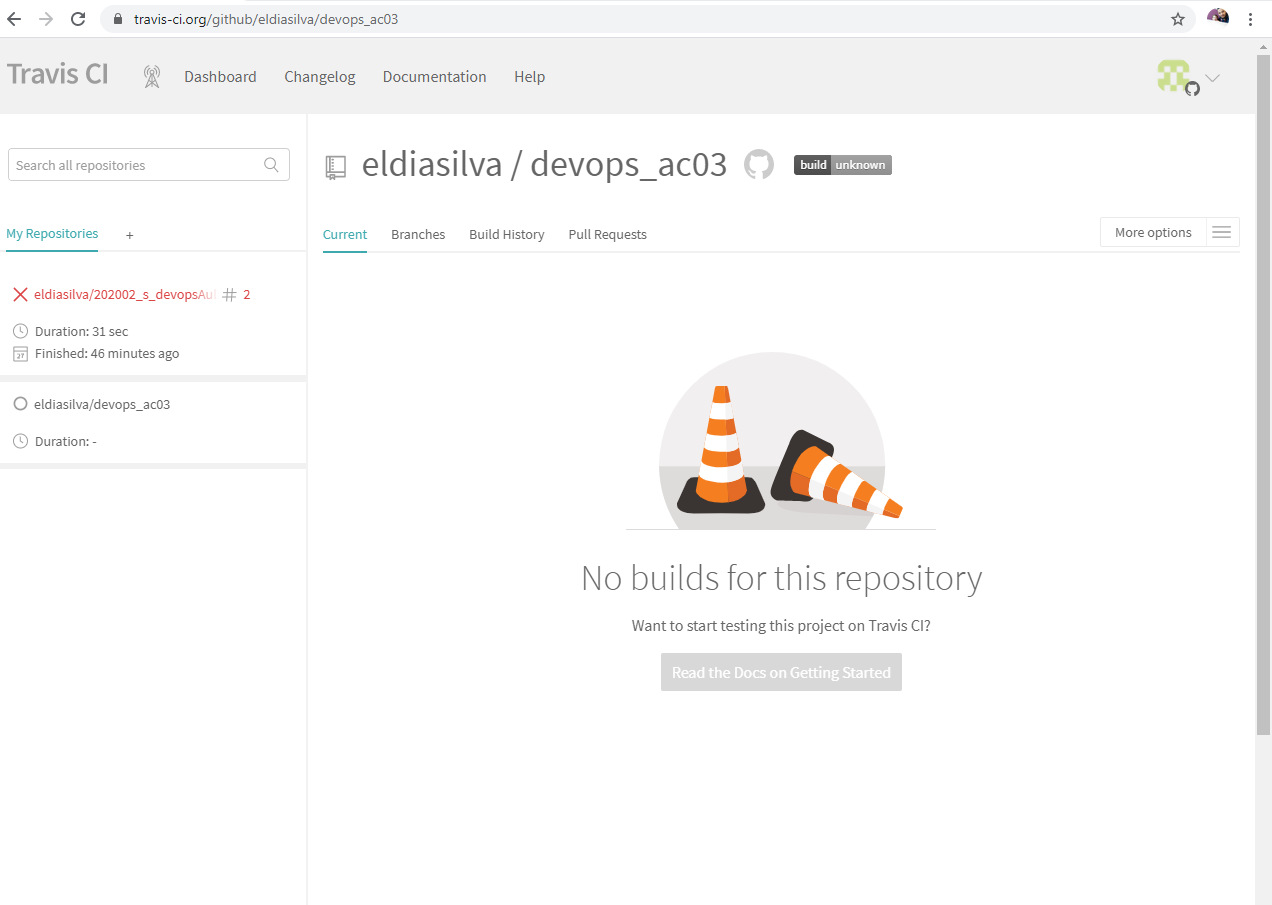 travis-ci.org/github/eldiasilva/devops_ac03
Travis CI
Dashboard
Changelog
Documentation
Help
Search all repositories
My Repositories
+
eldiasilva/202002_s_devopsAu
# 2
Duration: 31 sec
27
Finished: 46 minutes ago
eldiasilva/devops_ac03
Duration: -
eldiasilva / devops_ac03
build unknown
Current
Branches
Build History
Pull Requests
More options
No builds for this repository
Want to start testing this project on Travis CI?
Read the Docs on Getting Started